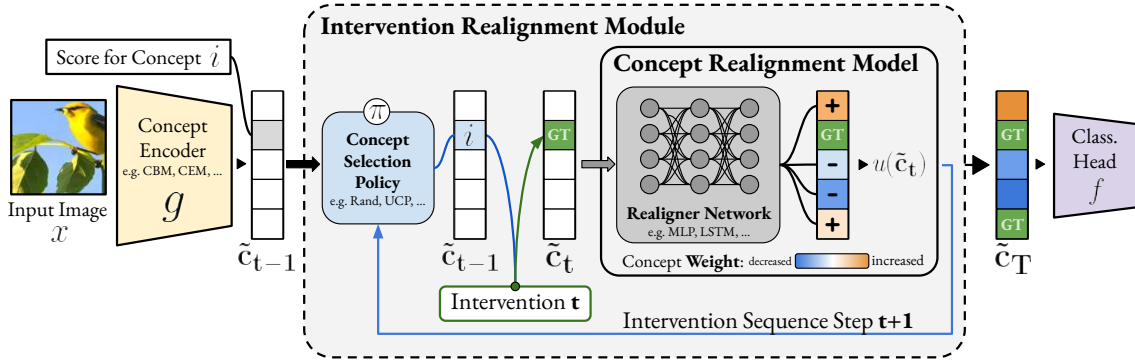 Intervention Realignment Module
Score for Concept i
Input Image
x
Concept
Encoder
e.g. CBM, CEM, ...
g
c̃t−1
π
Concept
Selection
Policy
e.g. Rand, UCP, ...
i
c̃t−1
GT
c̃t
Intervention t
Concept Realignment Model
Realigner Network
e.g. MLP, LSTM, ...
+
GT
-
-
+
u(c̃t)
Concept Weight: decreased increased
Intervention Sequence Step t+1
GT
c̃T
Class.
Head
f